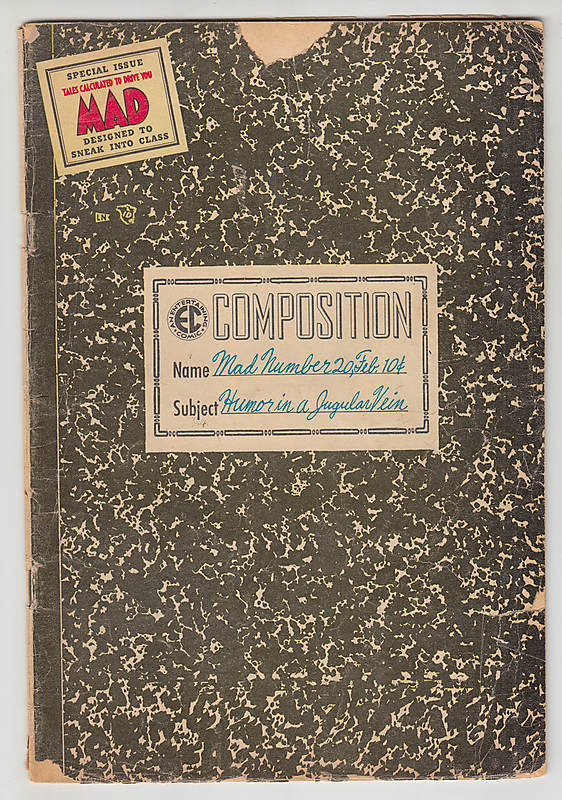 SPECIAL ISSUE
TALES CALCULATED TO DRIVE YOU
MAD
DESIGNED TO
SNEAK INTO CLASS
LN
AN ENTERTAINING COMIC
EC
COMPOSITION
Name Mad Number 20, Feb. 10¢
Subject Humor in a Jugular Vein